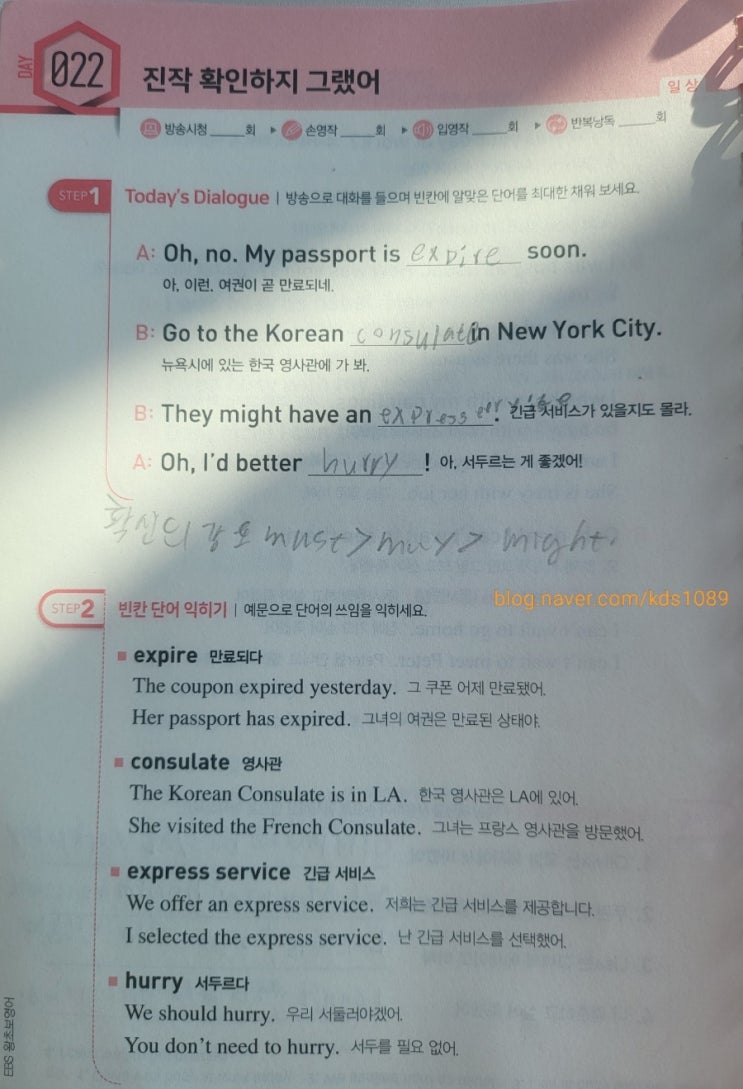 DAY
022 진작 확인하지 그랬어
일상
방송시청 ____회 ▶ 손영작 ____회 ▶ 입영작 ____회 ▶ 반복낭독 ____회
STEP 1 Today's Dialogue | 방송으로 대화를 들으며 빈칸에 알맞은 단어를 최대한 채워 보세요.
A: Oh, no. My passport is expire soon.
아, 이런, 여권이 곧 만료되네.
B: Go to the Korean consulate in New York City.
뉴욕시에 있는 한국 영사관에 가 봐.
B: They might have an express service. 긴급 서비스가 있을지도 몰라.
A: Oh, I'd better hurry! 아, 서두르는 게 좋겠어!
확신의 강도 must > may > might.
STEP 2 빈칸 단어 익히기 | 예문으로 단어의 쓰임을 익히세요.
blog.naver.com/kds1089
■ expire 만료되다
The coupon expired yesterday. 그 쿠폰 어제 만료됐어.
Her passport has expired. 그녀의 여권은 만료된 상태야.
■ consulate 영사관
The Korean Consulate is in LA. 한국 영사관은 LA에 있어.
She visited the French Consulate. 그녀는 프랑스 영사관을 방문했어.
■ express service 긴급 서비스
We offer an express service. 저희는 긴급 서비스를 제공합니다.
I selected the express service. 난 긴급 서비스를 선택했어.
■ hurry 서두르다
We should hurry. 우리 서둘러야겠어.
You don't need to hurry. 서두를 필요 없어.
EBS 왕초보영어